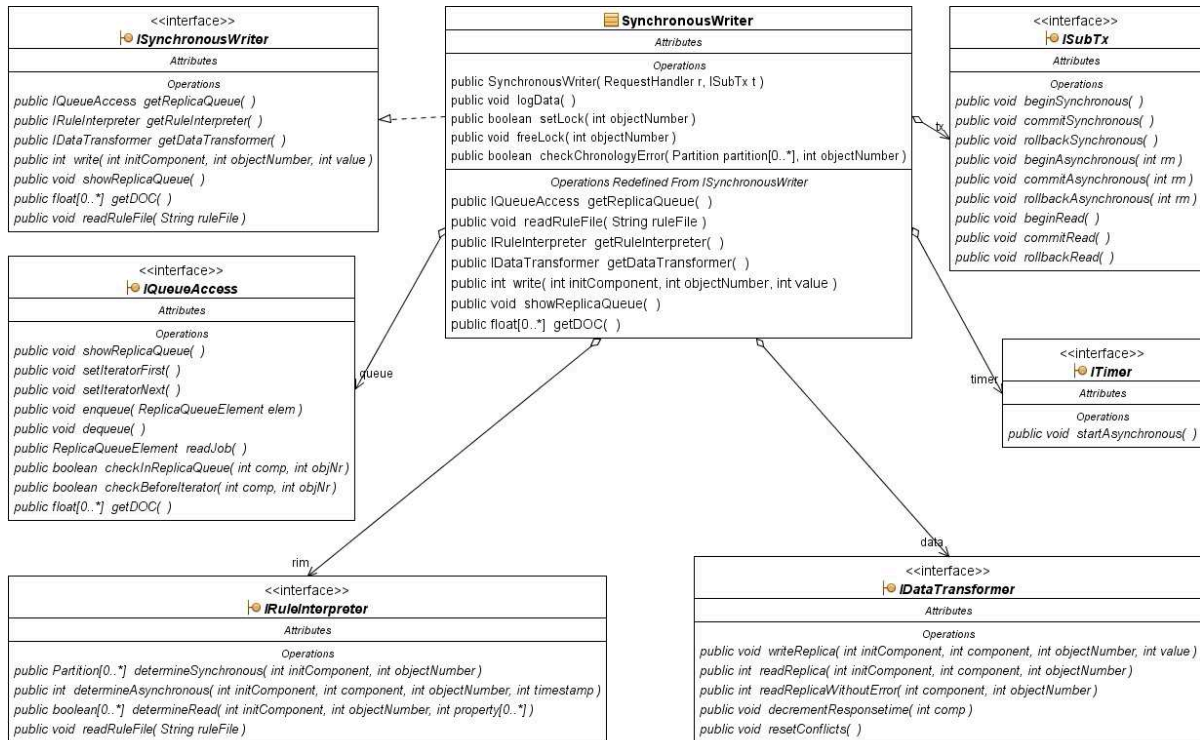 <<interface>>
ISynchronousWriter
Attributes
Operations
public IQueueAccess getReplicaQueue( )
public IRuleInterpreter getRuleInterpreter( )
public IDataTransformer getDataTransformer( )
public int write( int initComponent, int objectNumber, int value )
public void showReplicaQueue( )
public float[0..*] getDOC( )
public void readRuleFile( String ruleFile )
SynchronousWriter
Attributes
Operations
public SynchronousWriter( RequestHandler r, ISubTx t )
public void logData( )
public boolean setLock( int objectNumber )
public void freeLock( int objectNumber )
public boolean checkChronologyError( Partition partition[0..*], int objectNumber )
Operations Redefined From ISynchronousWriter
public IQueueAccess getReplicaQueue( )
public void readRuleFile( String ruleFile )
public IRuleInterpreter getRuleInterpreter( )
public IDataTransformer getDataTransformer( )
public int write( int initComponent, int objectNumber, int value )
public void showReplicaQueue( )
public float[0..*] getDOC( )
<<interface>>
ISubTx
Attributes
Operations
public void beginSynchronous( )
public void commitSynchronous( )
public void rollbackSynchronous( )
public void beginAsynchronous( int rm )
public void commitAsynchronous( int rm )
public void rollbackAsynchronous( int rm )
public void beginRead( )
public void commitRead( )
public void rollbackRead( )
tx
<<interface>>
IQueueAccess
Attributes
Operations
public void showReplicaQueue( )
public void setIteratorFirst( )
public void setIteratorNext( )
public void enqueue( ReplicaQueueElement elem )
public void dequeue( )
public ReplicaQueueElement readJob( )
public boolean checkInReplicaQueue( int comp, int objNr )
public boolean checkBeforeIterator( int comp, int objNr )
public float[0..*] getDOC( )
queue
timer
<<interface>>
ITimer
Attributes
Operations
public void startAsynchronous( )
rim
data
<<interface>>
IRuleInterpreter
Attributes
Operations
public Partition[0..*] determineSynchronous( int initComponent, int objectNumber )
public int determineAsynchronous( int initComponent, int component, int objectNumber, int timestamp )
public boolean[0..*] determineRead( int initComponent, int objectNumber, int property[0..*] )
public void readRuleFile( String ruleFile )
<<interface>>
IDataTransformer
Attributes
Operations
public void writeReplica( int initComponent, int component, int objectNumber, int value )
public int readReplica( int initComponent, int component, int objectNumber )
public int readReplicaWithoutError( int component, int objectNumber )
public void decrementResponsetime( int comp )
public void resetConflicts( )